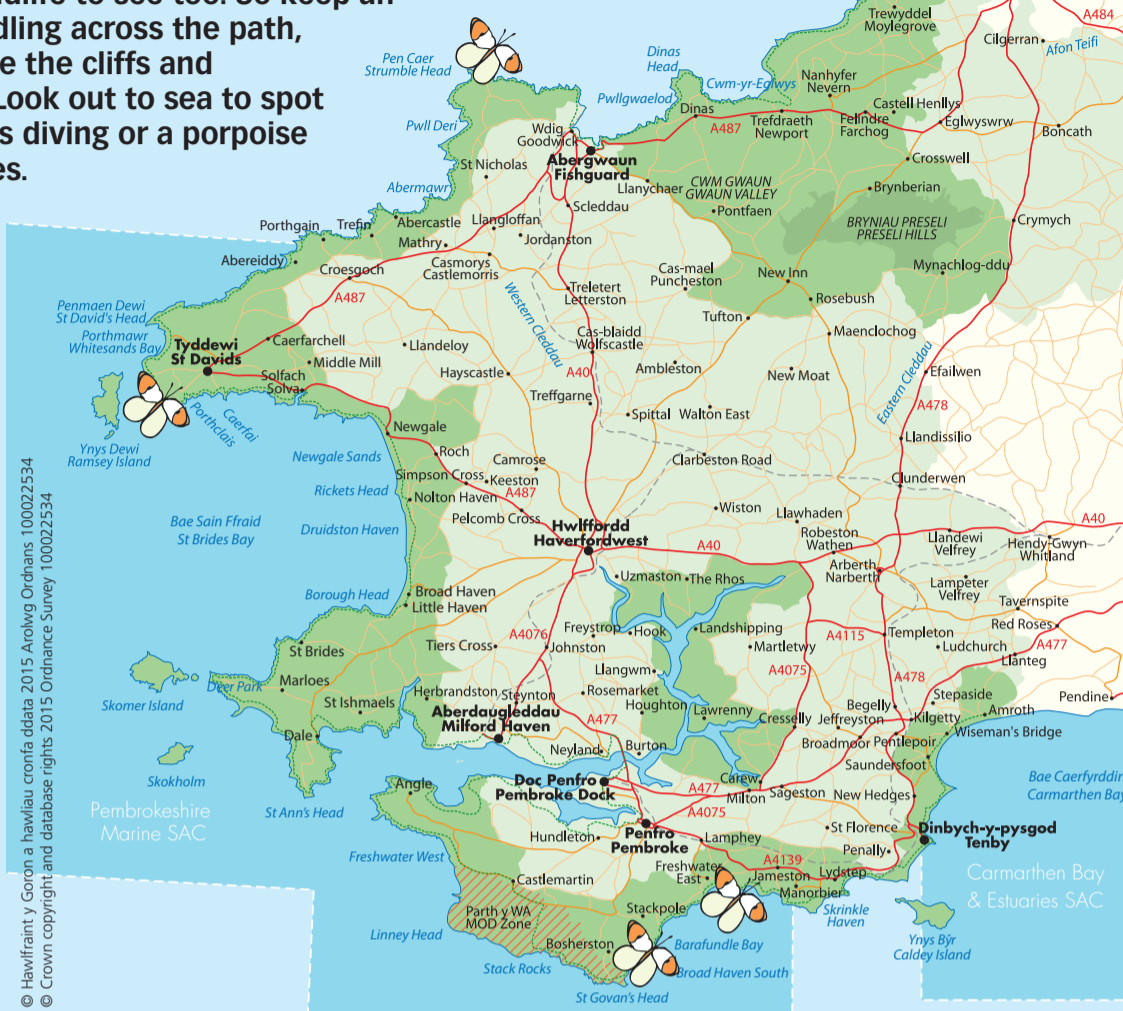 dling across the path,
e the cliffs and
Look out to sea to spot
s diving or a porpoise
es.
Pen Caer
Strumble Head
Dinas
Head
Pwllgwaelod
Cwm-yr-Eglwys
Trewyddel
Moylegrove
A484
Cilgerran
Afon Teifi
Nanhyfer
Nevern
Castell Henllys
Eglwyswrw
Boncath
Dinas
A487
Trefdraeth
Newport
Felindre
Farchog
Pwll Deri
Wdig
Goodwick
Abergwaun
Fishguard
Crosswell
St Nicholas
Llanychaer
CWM GWAUN
GWAUN VALLEY
Brynberian
Abermawr
Scleddau
Pontfaen
BRYNIAU PRESELI
PRESELI HILLS
Crymych
Porthgain
Trefin
Abercastle
Llangloffan
Mathry
Jordanston
Abereiddy
Croesgoch
Casmorys
Castlemorris
Cas-mael
Puncheston
New Inn
Mynachlog-ddu
A487
Western Cleddau
Treletert
Letterston
Rosebush
Penmaen Dewi
St David's Head
Porthmawr
Whitesands Bay
Tufton
Maenclochog
Tyddewi
St Davids
Caerfarchell
Llandeloy
Cas-blaidd
Wolfscastle
Middle Mill
Hayscastle
A40
Ambleston
New Moat
Eastern Cleddau
Efailwen
Solfach
Solva
Treffgarne
A478
Porthclais
Caerfai
Spittal
Walton East
Newgale
Llandissilio
Ynys Dewi
Ramsey Island
Newgale Sands
Roch
Camrose
Clarbeston Road
Simpson Cross
Keeston
Clunderwen
Rickets Head
Nolton Haven
A487
Wiston
Llawhaden
Bae Sain Ffraid
St Brides Bay
Druidston Haven
Pelcomb Cross
Hwlffordd
Haverfordwest
Robeston
Wathen
Llandewi
Velfrey
A40
Hendy-Gwyn
Whitland
A40
Arberth
Narberth
Uzmaston
The Rhos
Lampeter
Velfrey
Borough Head
Broad Haven
Little Haven
Tavernspite
Red Roses
A4076
Freystrop
Hook
Landshipping
A4115
Templeton
A477
Tiers Cross
Johnston
Martletwy
Ludchurch
Llanteg
St Brides
Llangwm
A4075
A478
Deer Park
Marloes
Skomer Island
St Ishmaels
Herbrandston
Steynton
Rosemarket
Houghton
Lawrenny
Begelly
Stepaside
Pendine
Aberdaugleddau
Milford Haven
A477
Cresselly
Jeffreyston
Kilgetty
Amroth
Dale
Neyland
Burton
Broadmoor
Pentlepoir
Wiseman's Bridge
Saundersfoot
Skokholm
Angle
Doc Penfro
Pembroke Dock
A477
Carew
Milton
Sageston
New Hedges
Bae Caerfyrddin
Carmarthen Bay
Pembrokeshire
Marine SAC
St Ann's Head
A4075
Hundleton
Penfro
Pembroke
Lamphey
St Florence
Dinbych-y-pysgod
Tenby
Penally
Freshwater West
Freshwater
East
A4139
Jameston
Lydstep
Castlemartin
Manorbier
Carmarthen Bay
& Estuaries SAC
Parth y WA
MOD Zone
Stackpole
Skrinkle
Haven
Linney Head
Bosherston
Barafundle Bay
Ynys Bŷr
Caldey Island
Stack Rocks
Broad Haven South
St Govan's Head
© Hawlfraint y Goron a hawliau cronfa ddata 2015 Arolwg Ordnans 100022534
© Crown copyright and database rights 2015 Ordnance Survey 100022534